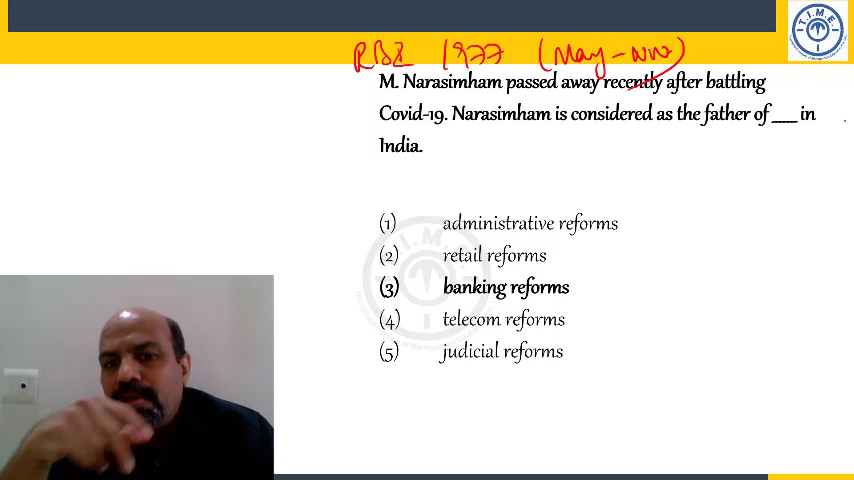 T.I.M.E.
RBI 1977 (May - Nov)
M. Narasimham passed away recently after battling
Covid-19. Narasimham is considered as the father of ____ in
India.
(1) administrative reforms
(2) retail reforms
(3) banking reforms
(4) telecom reforms
(5) judicial reforms